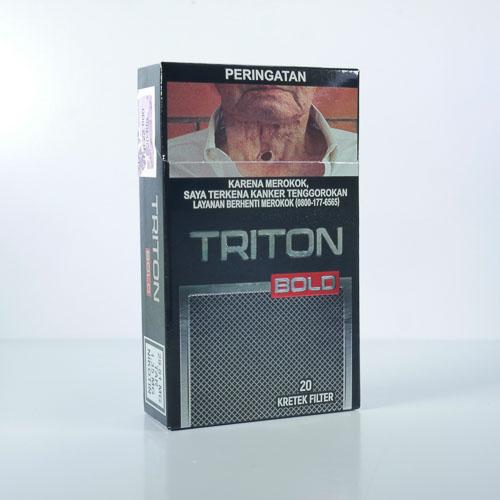 PERINGATAN
KARENA MEROKOK,
SAYA TERKENA KANKER TENGGOROKAN
LAYANAN BERHENTI MEROKOK (0800-177-6565)
TRITON
BOLD
20
KRETEK FILTER
TRITON
BOLD